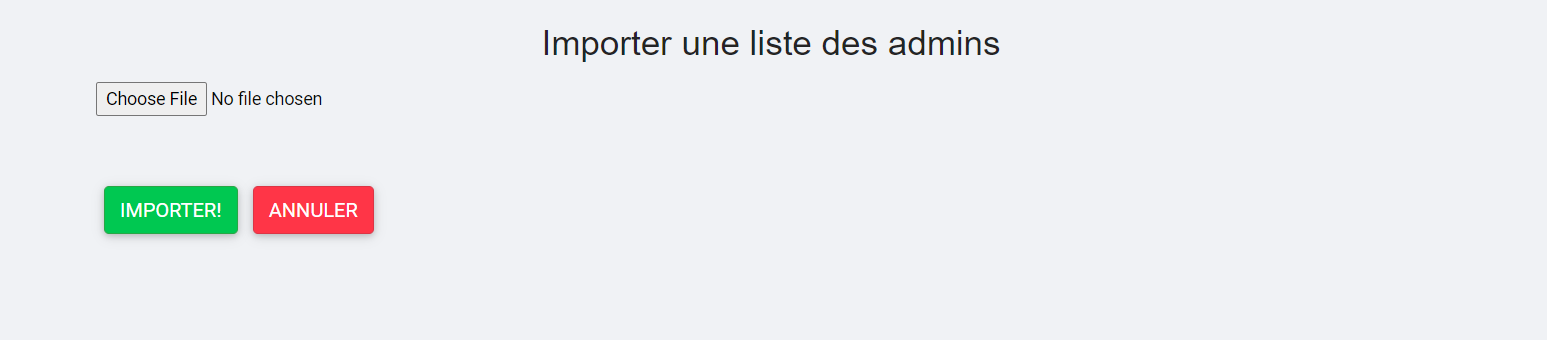 Importer une liste des admins
Choose File No file chosen
IMPORTER! ANNULER